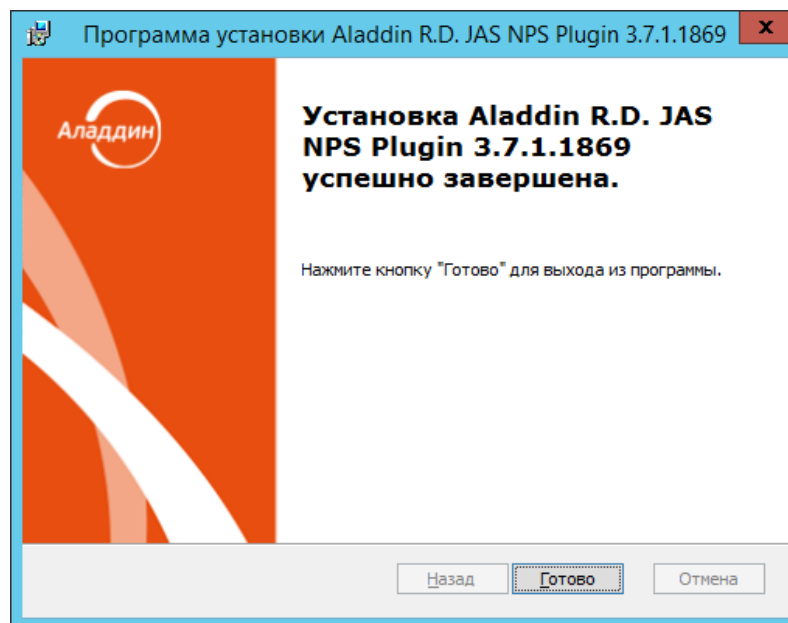 Программа установки Aladdin R.D. JAS NPS Plugin 3.7.1.1869
x
Аладдин
Установка Aladdin R.D. JAS
NPS Plugin 3.7.1.1869
успешно завершена.
Нажмите кнопку "Готово" для выхода из программы.
Назад Готово Отмена